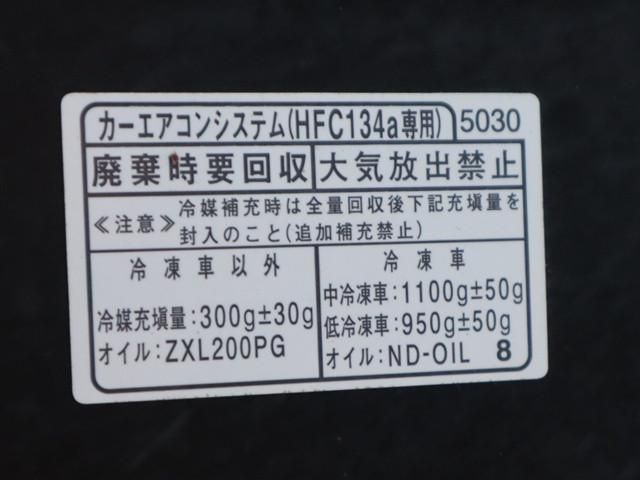 カーエアコンシステム(HFC134a専用) 5030
廃棄時要回収 大気放出禁止
≪注意≫ 冷媒補充時は全量回収後下記充塡量を
封入のこと(追加補充禁止)
冷凍車以外
冷媒充塡量:300g±30g
オイル:ZXL200PG
冷凍車
中冷凍車:1100g±50g
低冷凍車:950g±50g
オイル:ND-OIL 8